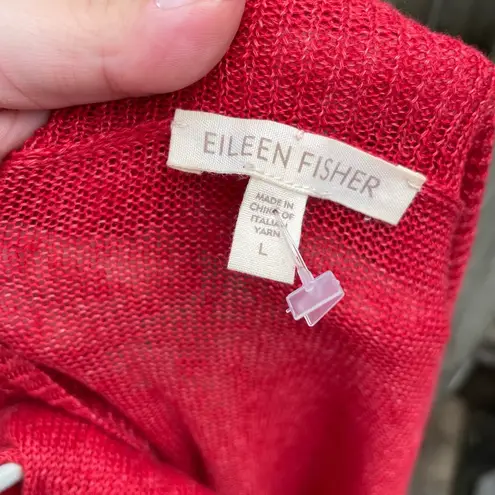 EILEEN FISHER
MADE IN
CHINA OF
ITALIAN
YARN
L